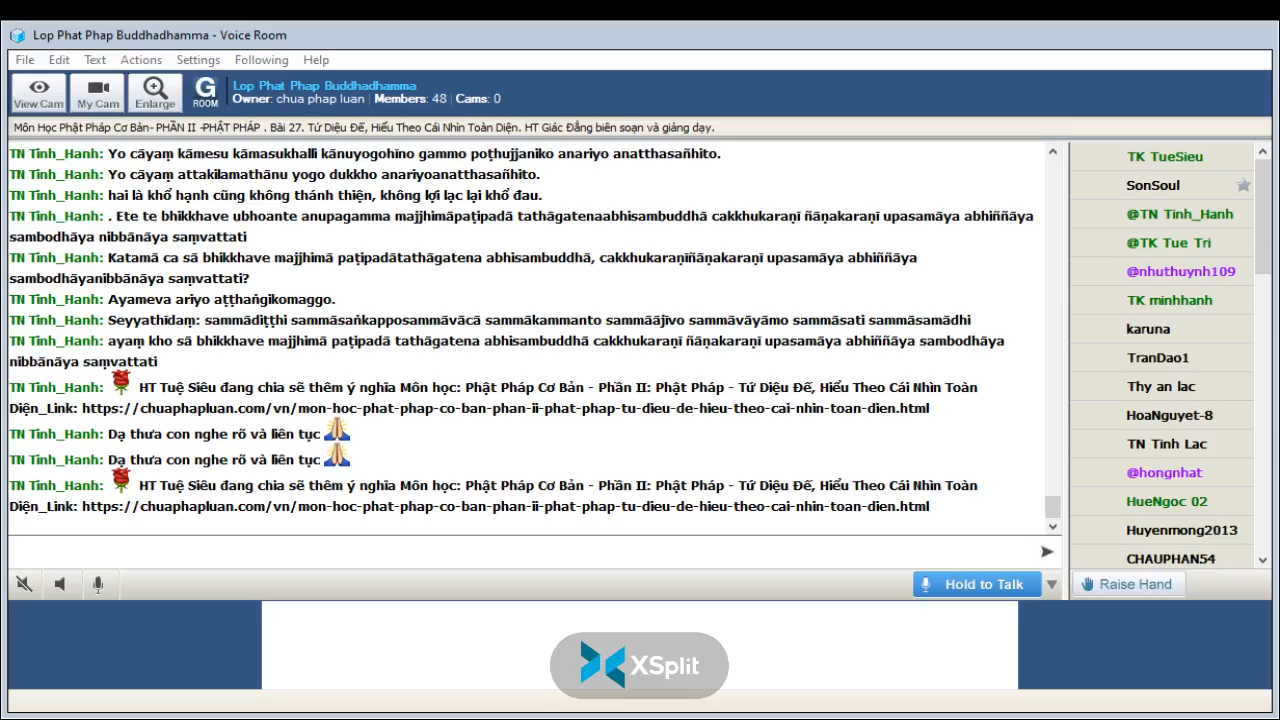 Lop Phat Phap Buddhadhamma - Voice Room
File Edit Text Actions Settings Following Help
View Cam My Cam Enlarge G ROOM
Lop Phat Phap Buddhadhamma
Owner: chua phap luan | Members: 48 | Cams: 0
Môn Học Phật Pháp Cơ Bản- PHẦN II -PHẬT PHÁP . Bài 27. Tứ Diệu Đế, Hiểu Theo Cái Nhìn Toàn Diện. HT Giác Đẳng biên soạn và giảng dạy.
TN Tinh_Hanh: Yo cāyaṃ kāmesu kāmasukhalli kānuyogohīno gammo poṭhujjaniko anariyo anatthasañhito.
TN Tinh_Hanh: Yo cāyaṃ attakilamathānu yogo dukkho anariyoanatthasañhito.
TN Tinh_Hanh: hai là khổ hạnh cũng không thánh thiện, không lợi lạc lại khổ đau.
TN Tinh_Hanh: . Ete te bhikkhave ubhoante anupagamma majjhimāpaṭipadā tathāgatenaabhisambuddhā cakkhukaraṇī ñāṇakaraṇī upasamāya abhiññāya
sambodhāya nibbānāya saṃvattati
TN Tinh_Hanh: Katamā ca sā bhikkhave majjhimā paṭipadātathāgatena abhisambuddhā, cakkhukaraṇīñāṇakaraṇī upasamāya abhiññāya
sambodhāyanibbānāya saṃvattati?
TN Tinh_Hanh: Ayameva ariyo aṭṭhaṅgikomaggo.
TN Tinh_Hanh: Seyyathīdaṃ: sammādiṭṭhi sammāsaṅkapposammāvācā sammākammanto sammāājīvo sammāvāyāmo sammāsati sammāsamādhi
TN Tinh_Hanh: ayaṃ kho sā bhikkhave majjhimā paṭipadā tathāgatena abhisambuddhā cakkhukaraṇī ñāṇakaraṇī upasamāya abhiññāya sambodhāya
nibbānāya saṃvattati
TN Tinh_Hanh: HT Tuệ Siêu đang chia sẽ thêm ý nghia Môn học: Phật Pháp Cơ Bản - Phần II: Phật Pháp - Tứ Diệu Đế, Hiểu Theo Cái Nhìn Toàn
Diện_Link: https://chuaphapluan.com/vn/mon-hoc-phat-phap-co-ban-phan-ii-phat-phap-tu-dieu-de-hieu-theo-cai-nhin-toan-dien.html
TN Tinh_Hanh: Dạ thưa con nghe rõ và liên tục
TN Tinh_Hanh: Dạ thưa con nghe rõ và liên tục
TN Tinh_Hanh: HT Tuệ Siêu đang chia sẽ thêm ý nghia Môn học: Phật Pháp Cơ Bản - Phần II: Phật Pháp - Tứ Diệu Đế, Hiểu Theo Cái Nhìn Toàn
Diện_Link: https://chuaphapluan.com/vn/mon-hoc-phat-phap-co-ban-phan-ii-phat-phap-tu-dieu-de-hieu-theo-cai-nhin-toan-dien.html
TK TueSieu
SonSoul
@TN Tinh_Hanh
@TK Tue Tri
@nhuthuynh109
TK minhhanh
karuna
TranDao1
Thy an lac
HoaNguyet-8
TN Tinh Lac
@hongnhat
HueNgoc 02
Huyenmong2013
CHAUPHAN54
Hold to Talk
Raise Hand
XSplit